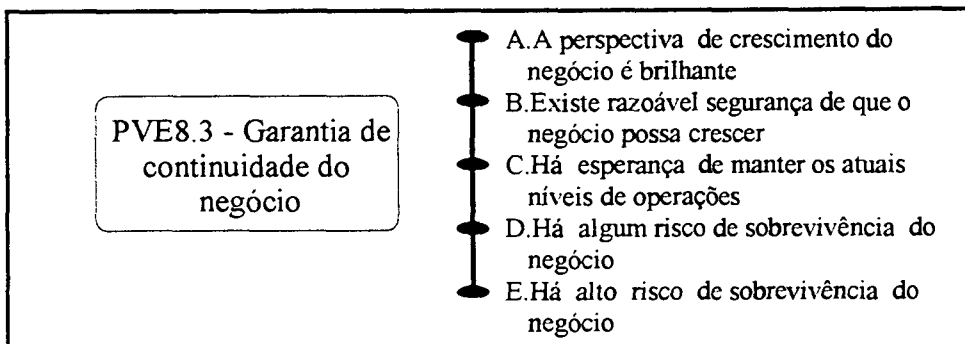 PVE8.3 - Garantia de
continuidade do
negócio
A.A perspectiva de crescimento do
negócio é brilhante
B.Existe razoável segurança de que o
negócio possa crescer
C.Há esperança de manter os atuais
níveis de operações
D.Há algum risco de sobrevivência do
negócio
E.Há alto risco de sobrevivência do
negócio